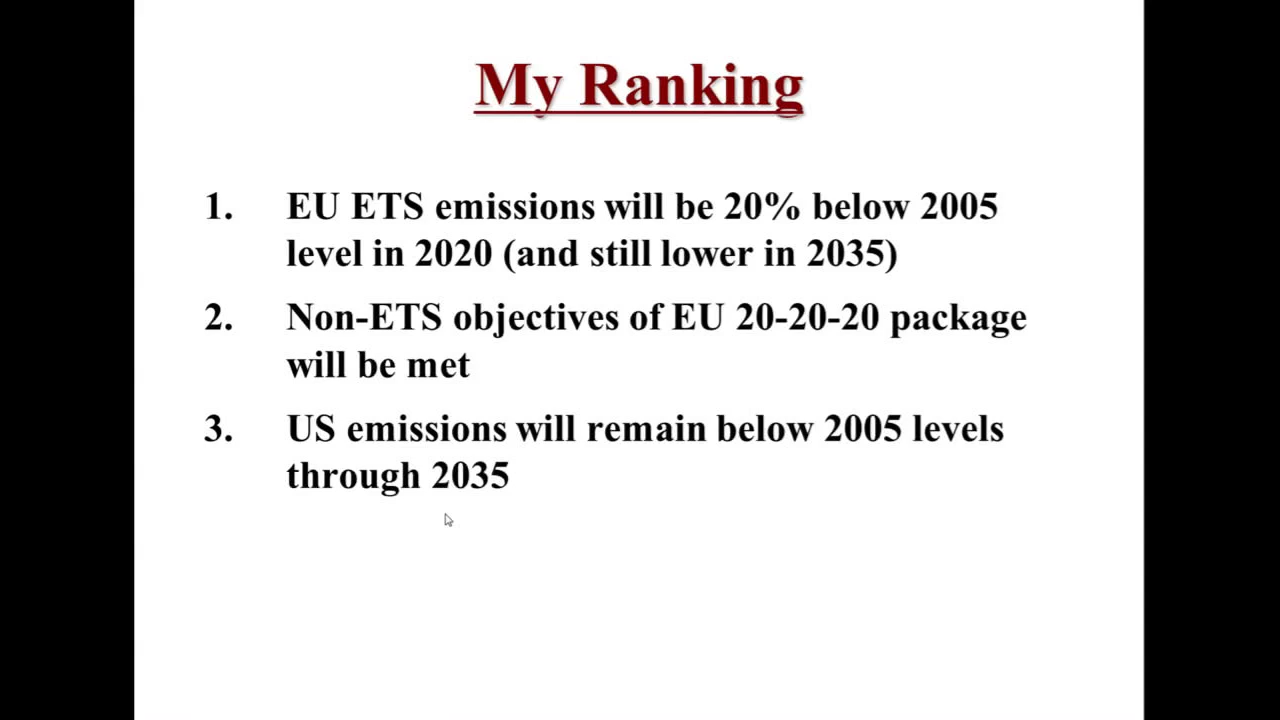 My Ranking
1. EU ETS emissions will be 20% below 2005
level in 2020 (and still lower in 2035)
2. Non-ETS objectives of EU 20-20-20 package
will be met
3. US emissions will remain below 2005 levels
through 2035